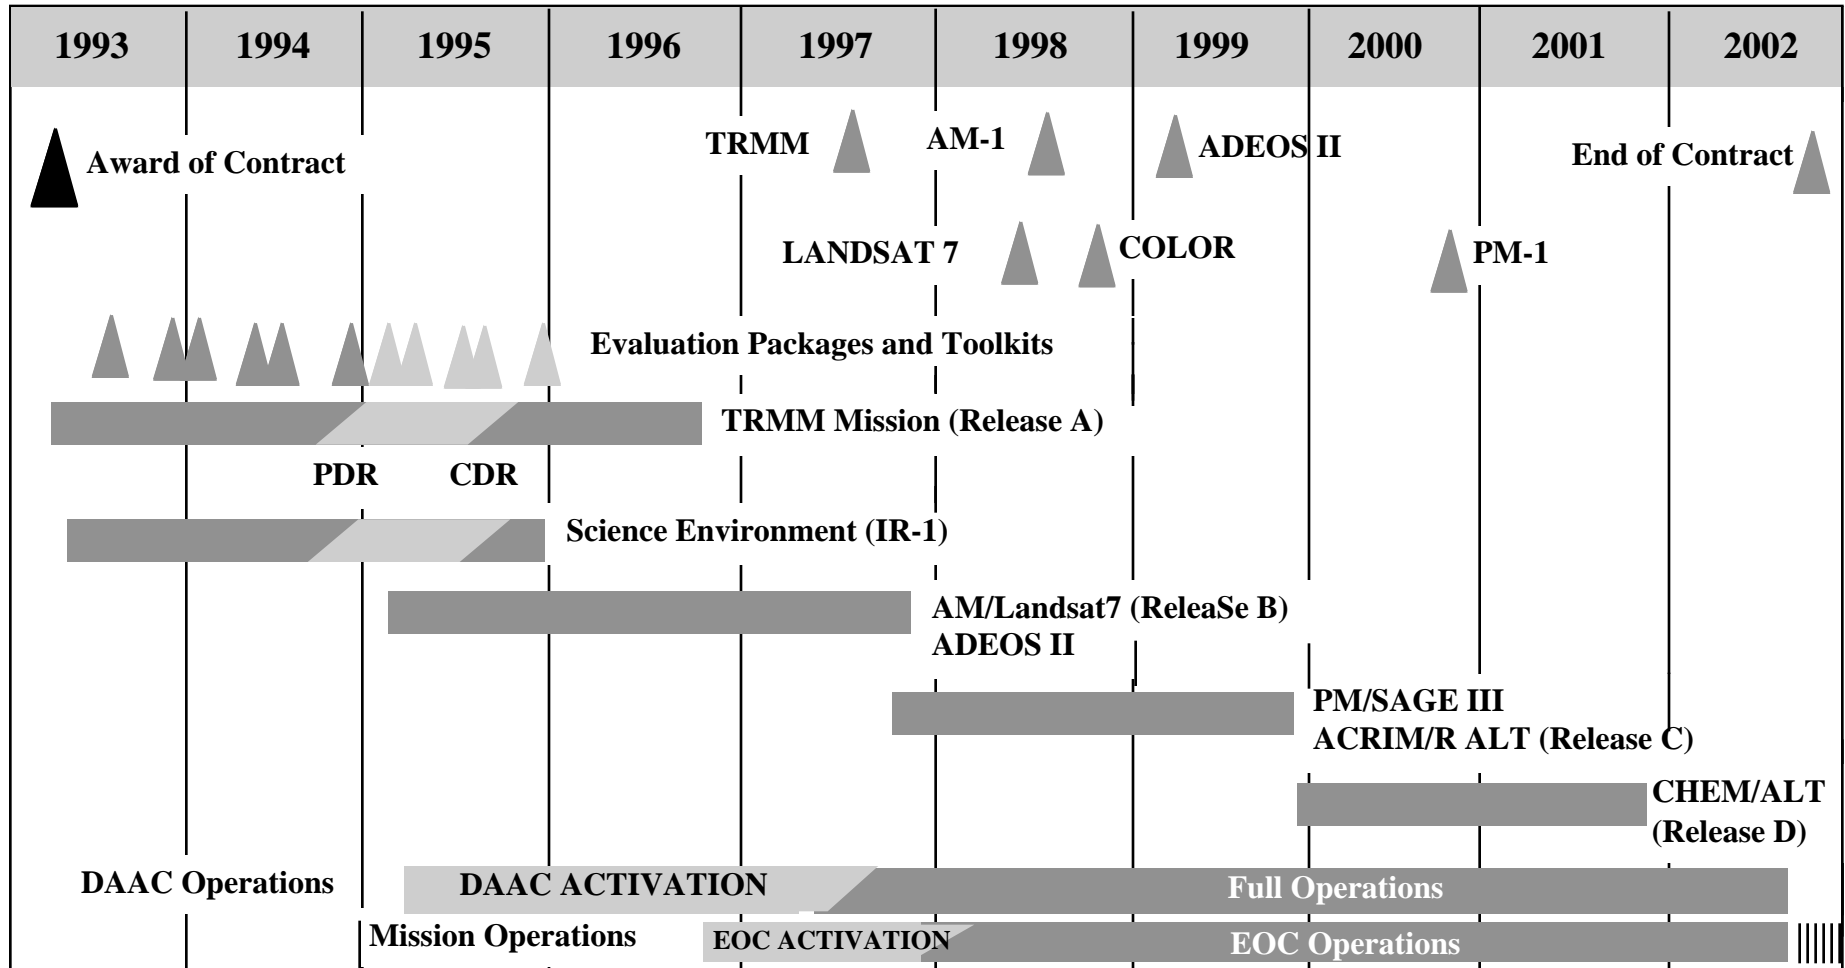 1993 1994 1995 1996 1997 1998 1999 2000 2001 2002
TRMM AM-1 ADEOS II End of Contract
Award of Contract
LANDSAT 7 COLOR PM-1
Evaluation Packages and Toolkits
TRMM Mission (Release A)
PDR CDR
Science Environment (IR-1)
AM/Landsat7 (ReleaSe B)
ADEOS II
PM/SAGE III
ACRIM/R ALT (Release C)
CHEM/ALT
(Release D)
DAAC Operations DAAC ACTIVATION Full Operations
Mission Operations EOC ACTIVATION EOC Operations